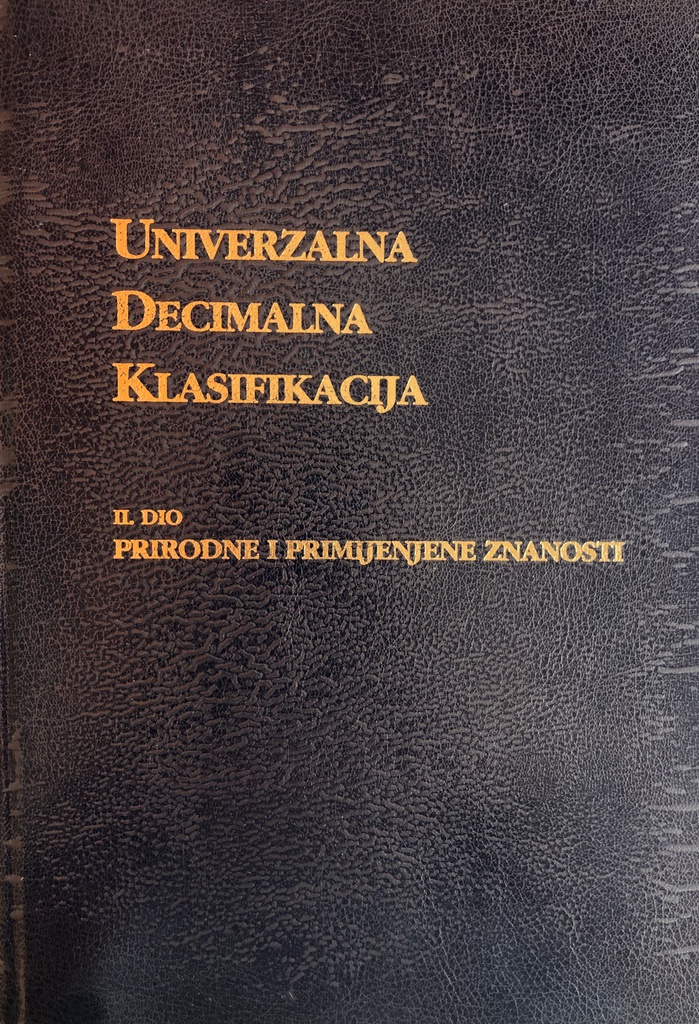 UNIVERZALNA
DECIMALNA
KLASIFIKACIJA
II. DIO
PRIRODNE I PRIMIJENJENE ZNANOSTI